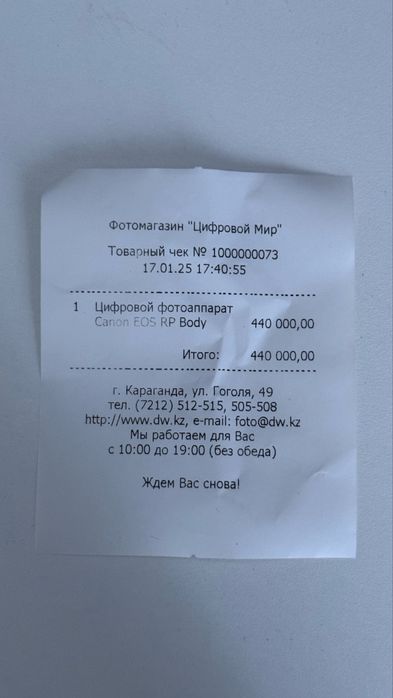 Фотомагазин "Цифровой Мир"
Товарный чек № 1000000073
17.01.25 17:40:55
1 Цифровой фотоаппарат
Canon EOS RP Body 440 000,00
Итого: 440 000,00
г. Караганда, ул. Гоголя, 49
тел. (7212) 512-515, 505-508
http://www.dw.kz, e-mail: foto@dw.kz
Мы работаем для Вас
с 10:00 до 19:00 (без обеда)
Ждем Вас снова!